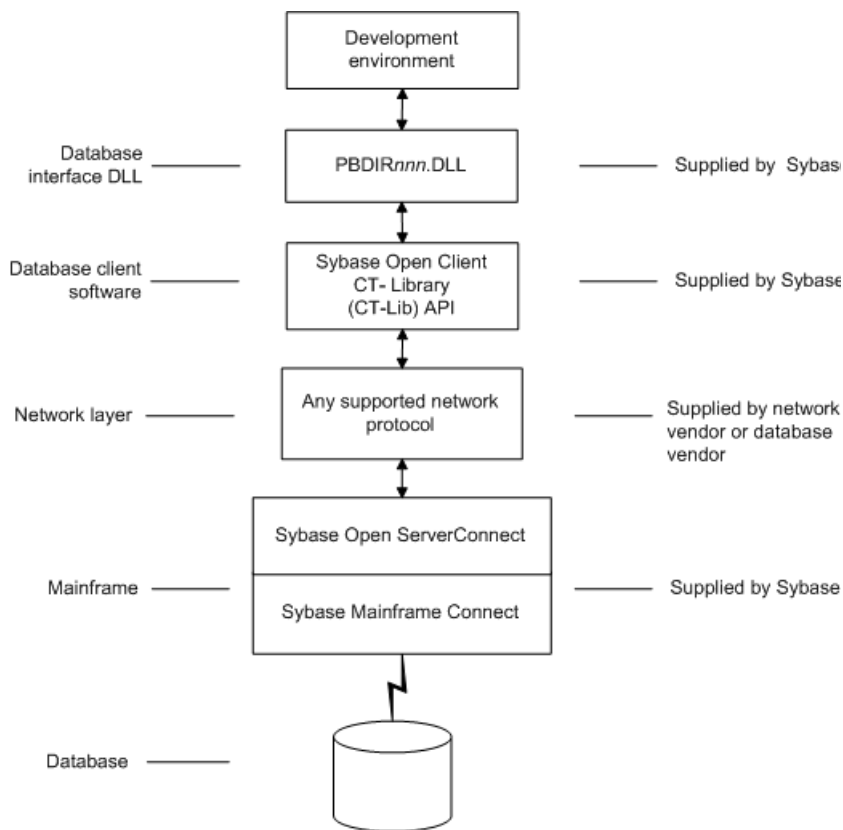 Development
environment
Database
interface DLL
PBDIRnnn.DLL
Supplied by Sybase
Database client
software
Sybase Open Client
CT- Library
(CT-Lib) API
Supplied by Sybase
Network layer
Any supported network
protocol
Supplied by network
vendor or database
vendor
Sybase Open ServerConnect
Mainframe
Supplied by Sybase
Sybase Mainframe Connect
Database